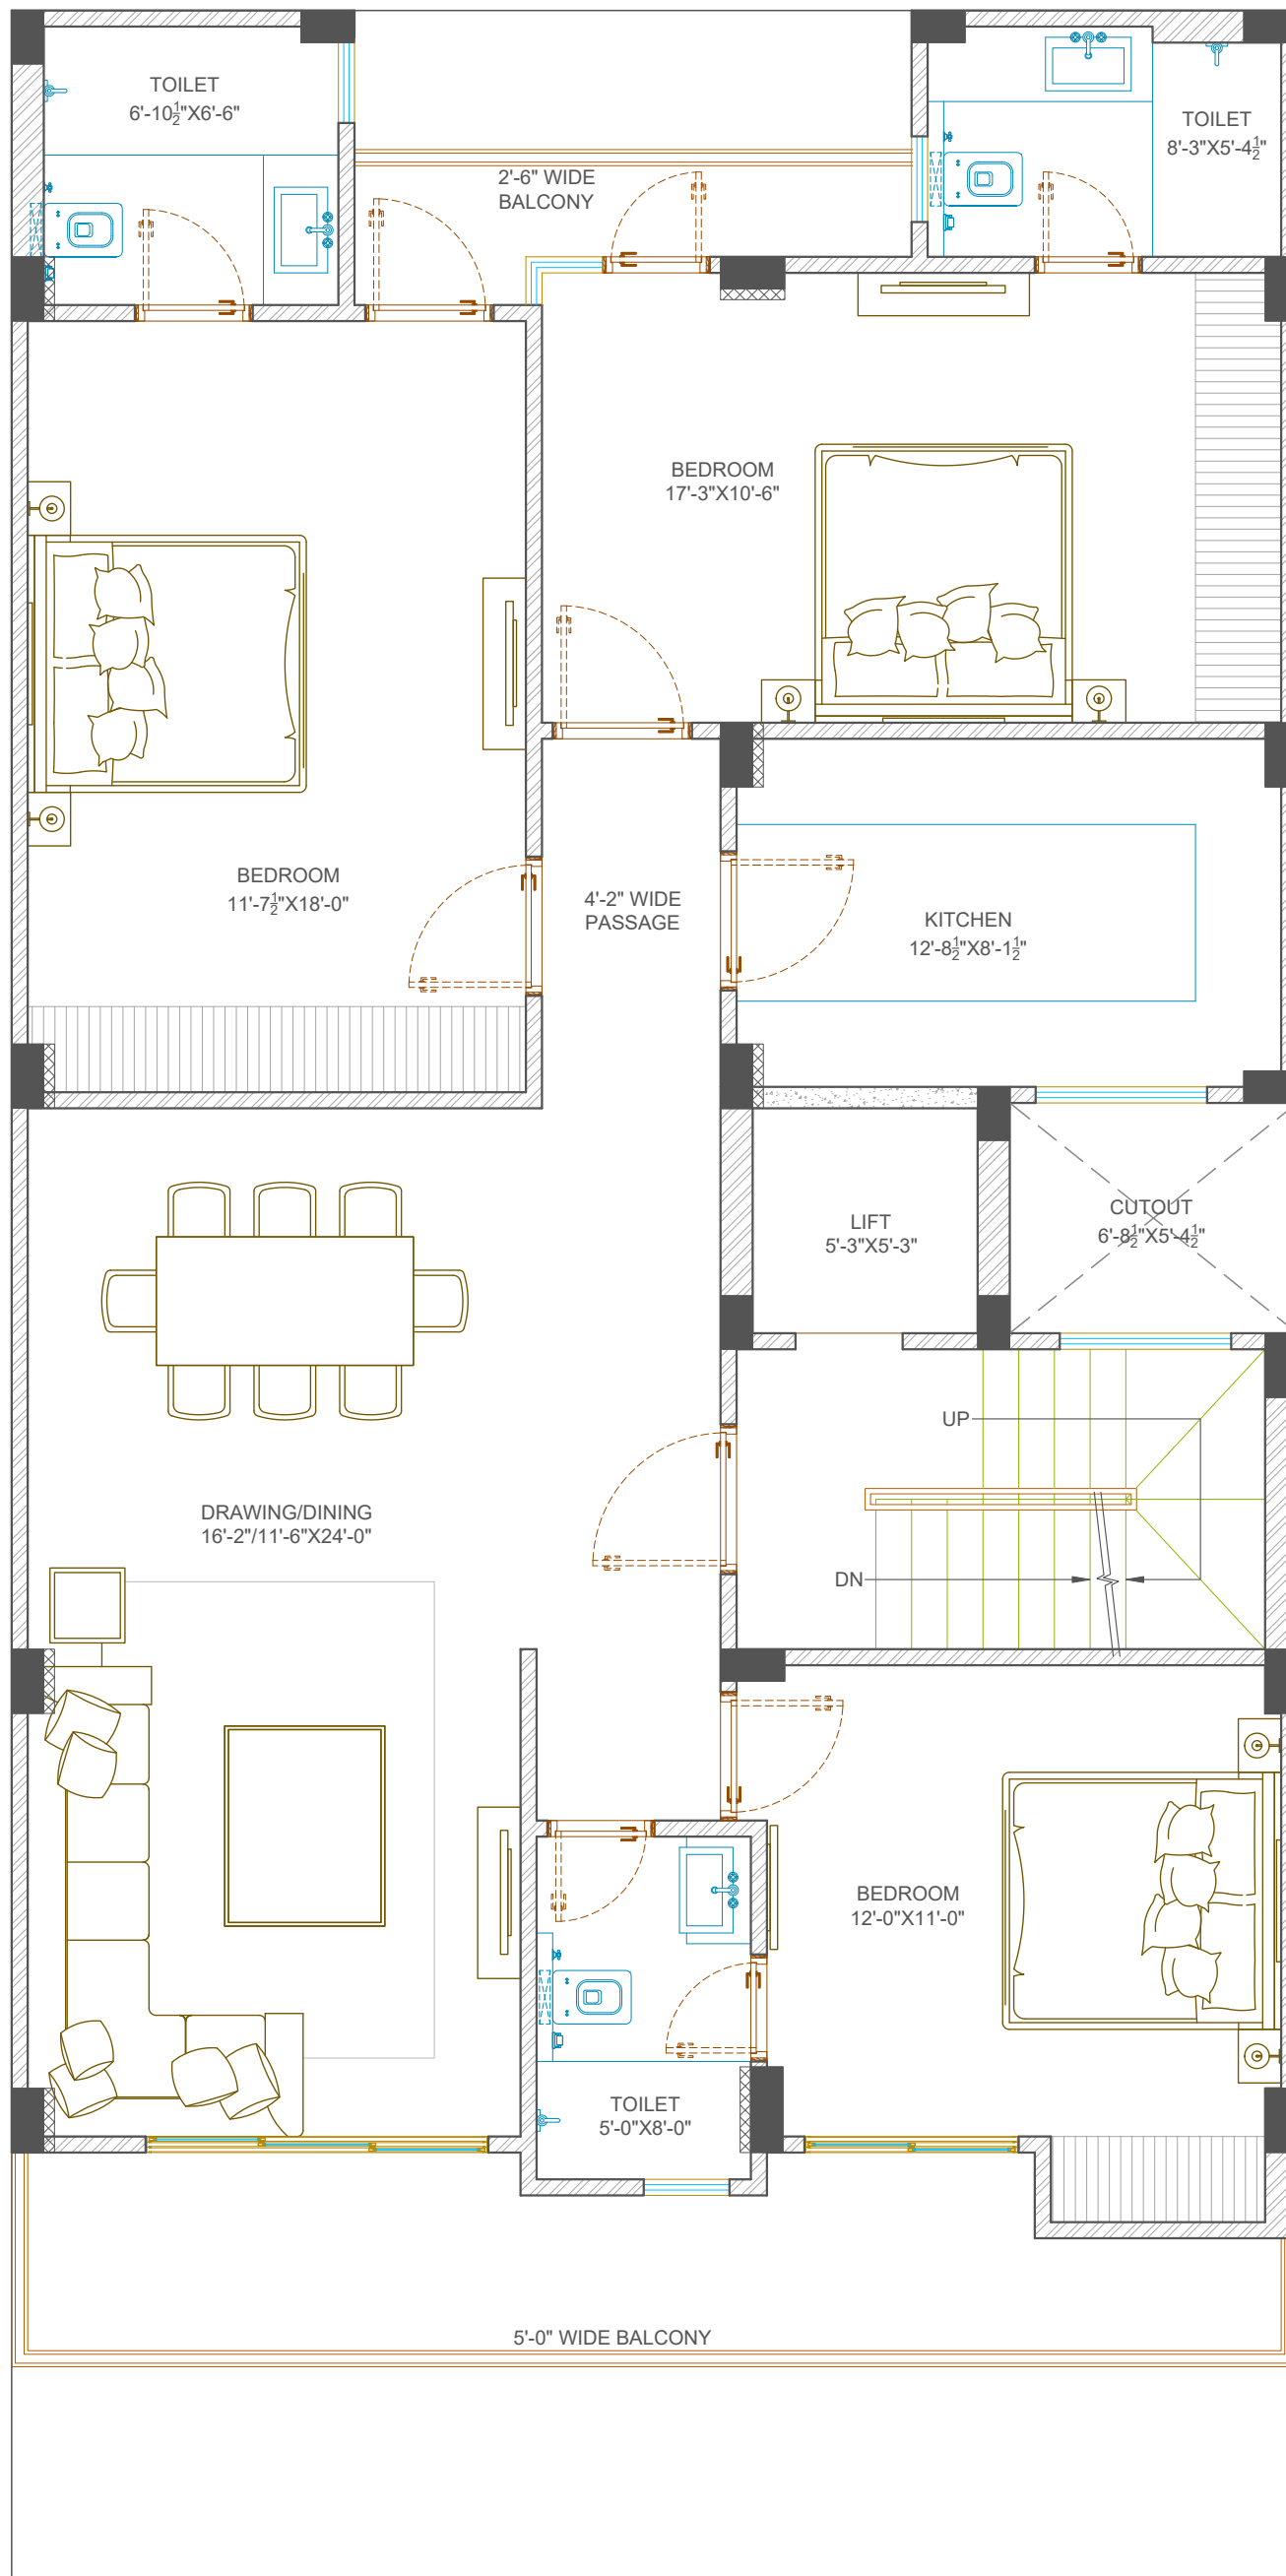 TOILET
6'-10½"X6'-6"
TOILET
8'-3"X5'-4½"
2'-6" WIDE
BALCONY
BEDROOM
17'-3"X10'-6"
BEDROOM
11'-7½"X18'-0"
4'-2" WIDE
PASSAGE
KITCHEN
12'-8½"X8'-1½"
LIFT
5'-3"X5'-3"
CUTOUT
6'-8½"X5'-4½"
UP
DRAWING/DINING
16'-2"/11'-6"X24'-0"
DN
BEDROOM
12'-0"X11'-0"
TOILET
5'-0"X8'-0"
5'-0" WIDE BALCONY